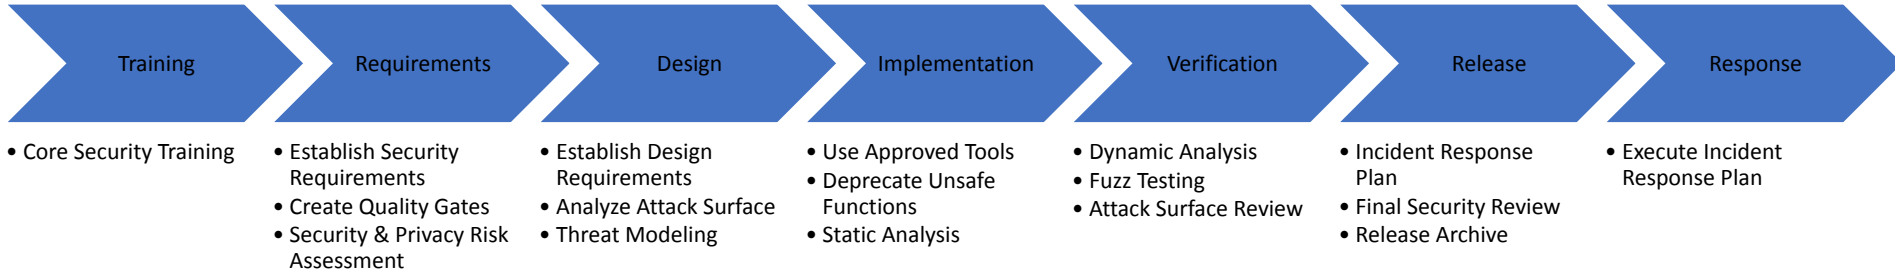 Training
Requirements
Design
Implementation
Verification
Release
Response
• Core Security Training
• Establish Security
Requirements
• Create Quality Gates
• Security & Privacy Risk
Assessment
• Establish Design
Requirements
• Analyze Attack Surface
• Threat Modeling
• Use Approved Tools
• Deprecate Unsafe
Functions
• Static Analysis
• Dynamic Analysis
• Fuzz Testing
• Attack Surface Review
• Incident Response
Plan
• Final Security Review
• Release Archive
• Execute Incident
Response Plan